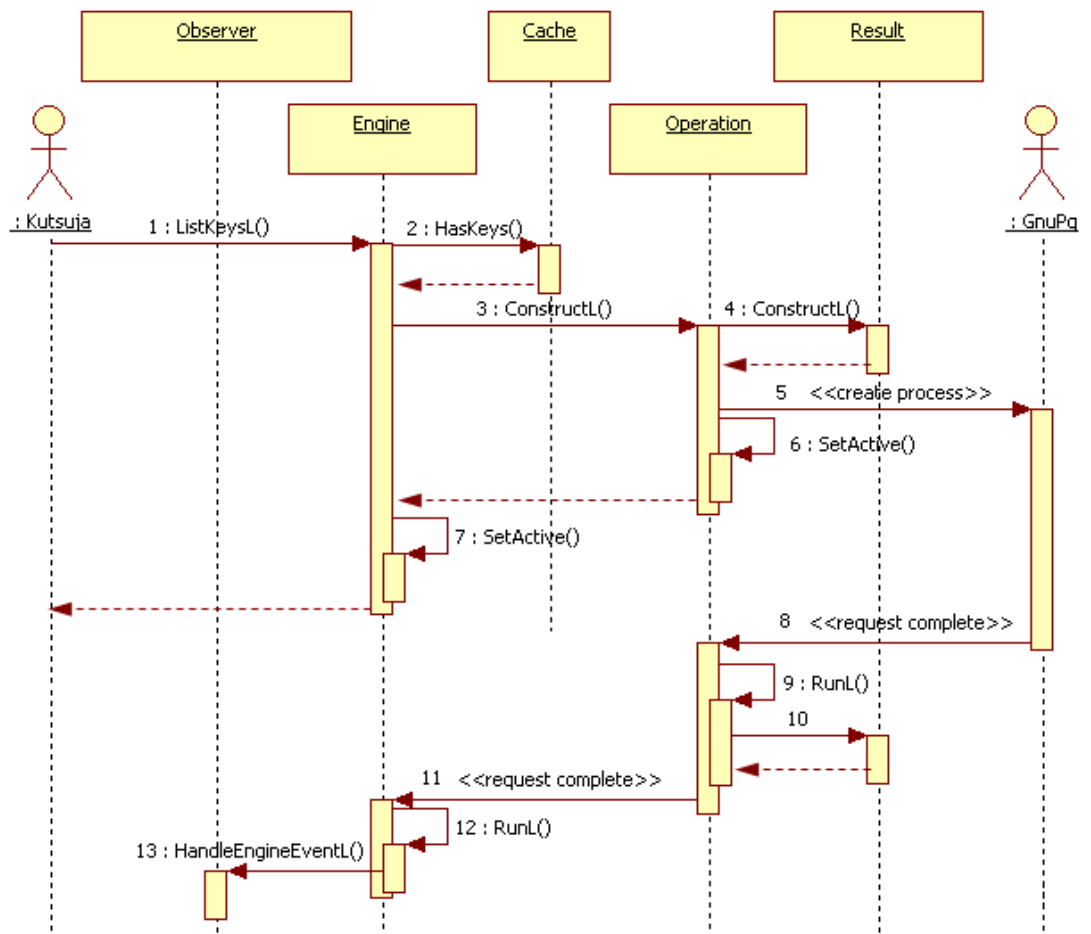 Observer
Cache
Result
Engine
Operation
: Kutsuja
: GnuPg
1 : ListKeysL()
2 : HasKeys()
3 : ConstructL()
4 : ConstructL()
5 <<create process>>
6 : SetActive()
7 : SetActive()
8 <<request complete>>
9 : RunL()
10
11 <<request complete>>
12 : RunL()
13 : HandleEngineEventL()